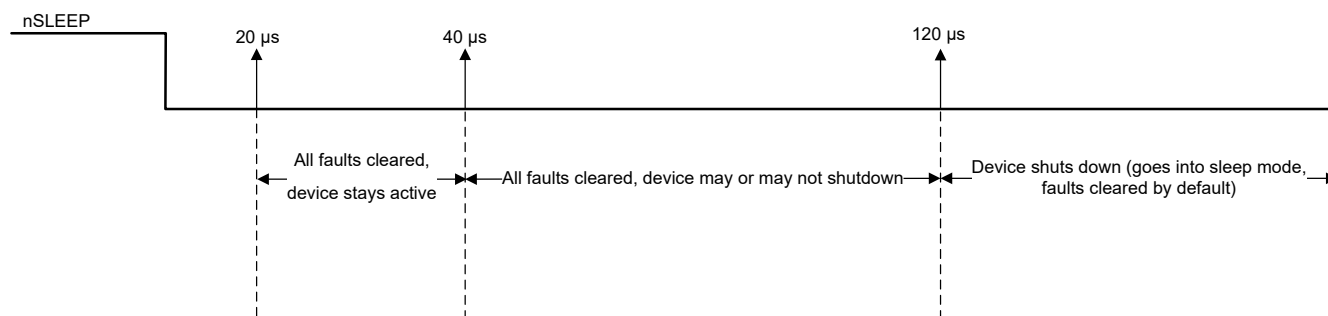 nSLEEP
20 µs
40 µs
120 µs
All faults cleared,
device stays active
All faults cleared, device may or may not shutdown
Device shuts down (goes into sleep mode,
faults cleared by default)